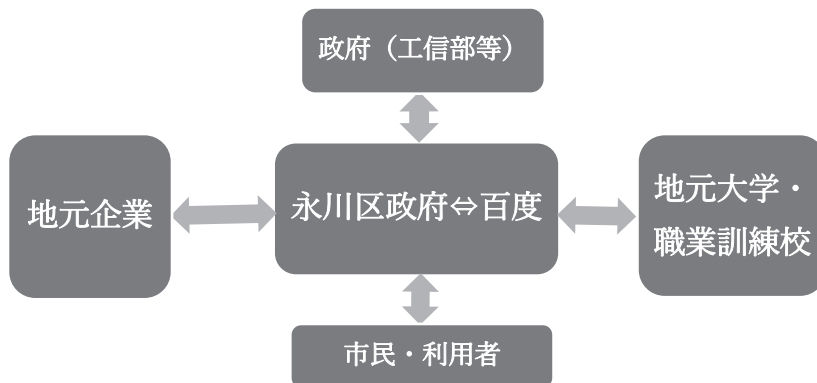 政府（工信部等）
地元企業
永川区政府⇔百度
地元大学・
職業訓練校
市民・利用者